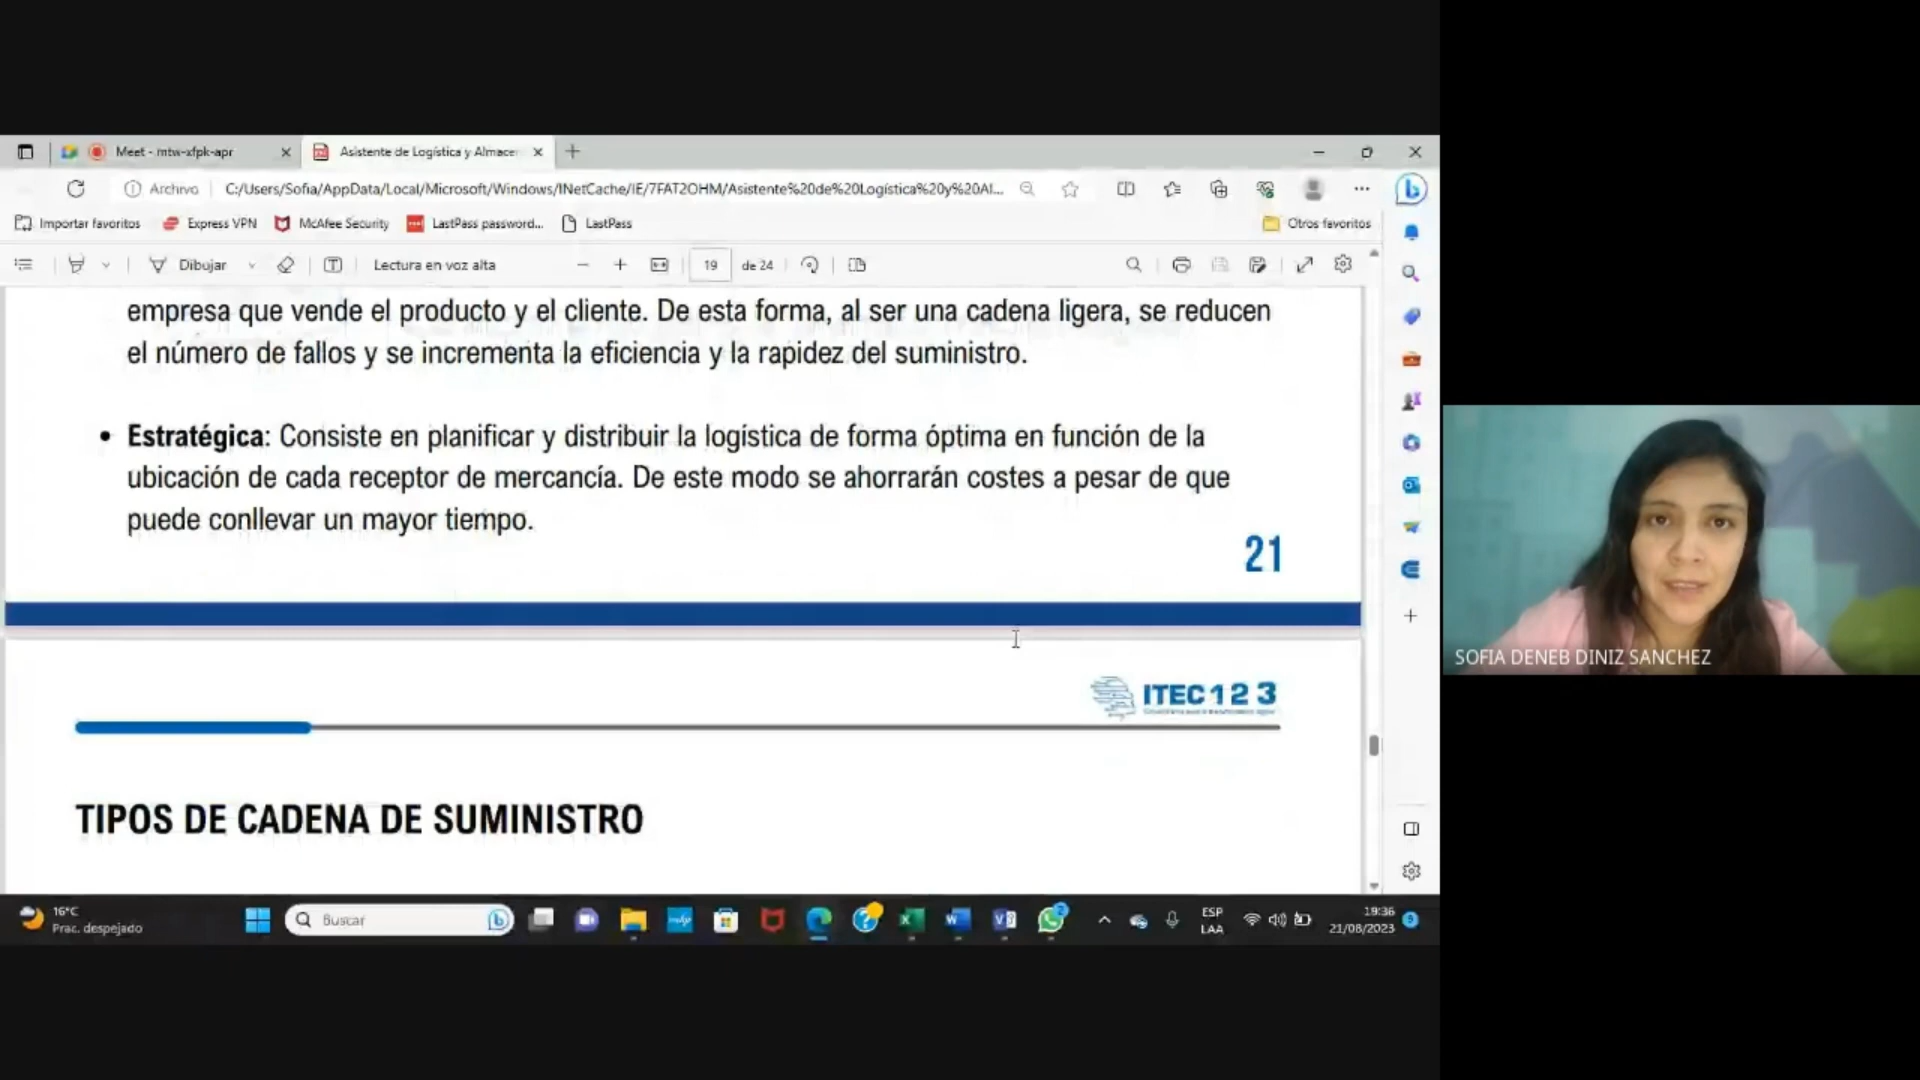 Meet - mtw-xfpk-apr
Asistente de Logística y Almace
Archivo
C:/Users/Sofia/AppData/Local/Microsoft/Windows/INetCache/IE/7FAT2OHM/Asistente%20de%20Logística%20y%20Al...
Importar favoritos
Express VPN
McAfee Security
LastPass password...
LastPass
Otros favoritos
Dibujar
Lectura en voz alta
19
de 24
empresa que vende el producto y el cliente. De esta forma, al ser una cadena ligera, se reducen
el número de fallos y se incrementa la eficiencia y la rapidez del suministro.
• Estratégica: Consiste en planificar y distribuir la logística de forma óptima en función de la
ubicación de cada receptor de mercancía. De este modo se ahorrarán costes a pesar de que
puede conllevar un mayor tiempo.
21
ITEC 1 2 3
TIPOS DE CADENA DE SUMINISTRO
SOFIA DENEB DINIZ SANCHEZ
16°C
Prac. despejado
Buscar
ESP
LAA
19:36
21/08/2023